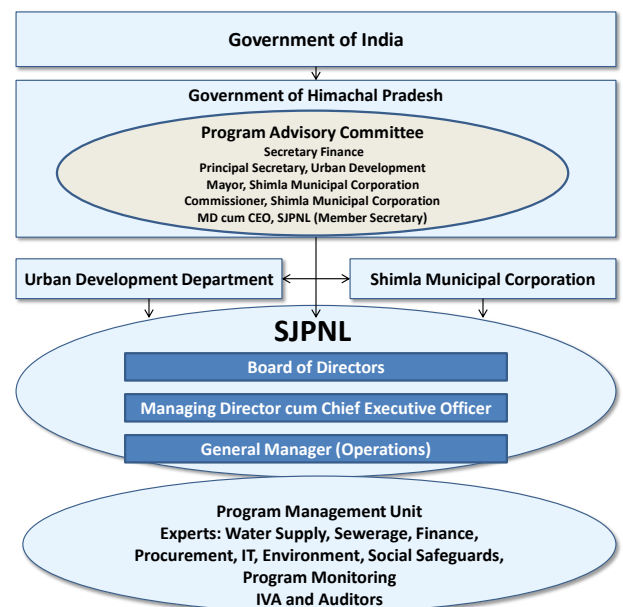 Government of India
Government of Himachal Pradesh
Program Advisory Committee
Secretary Finance
Principal Secretary, Urban Development
Mayor, Shimla Municipal Corporation
Commissioner, Shimla Municipal Corporation
MD cum CEO, SJPNL (Member Secretary)
Urban Development Department
Shimla Municipal Corporation
SJPNL
Board of Directors
Managing Director cum Chief Executive Officer
General Manager (Operations)
Program Management Unit
Experts: Water Supply, Sewerage, Finance,
Procurement, IT, Environment, Social Safeguards,
Program Monitoring
IVA and Auditors